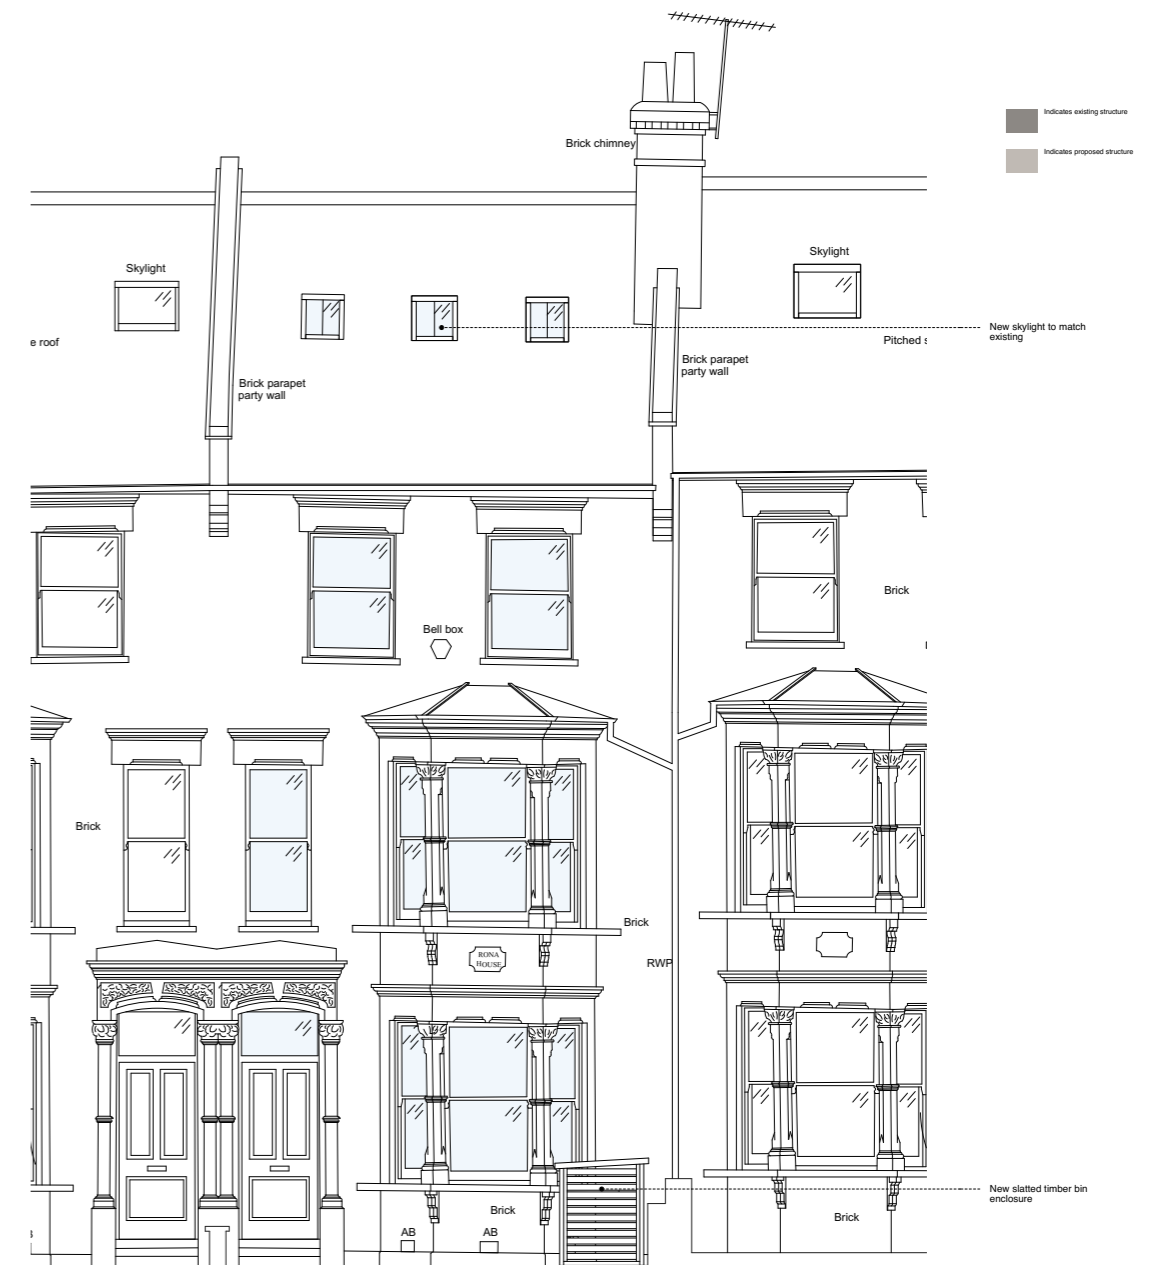 Indicates existing structure
Brick chimney
Indicates proposed structure
Skylight
Skylight
New skylight to match
existing
e roof
Pitched s
Brick parapet
party wall
Brick parapet
party wall
Brick
Bell box
Brick
Brick
RONA
HOUSE
RWP
New slatted timber bin
enclosure
Brick
Brick
AB
AB